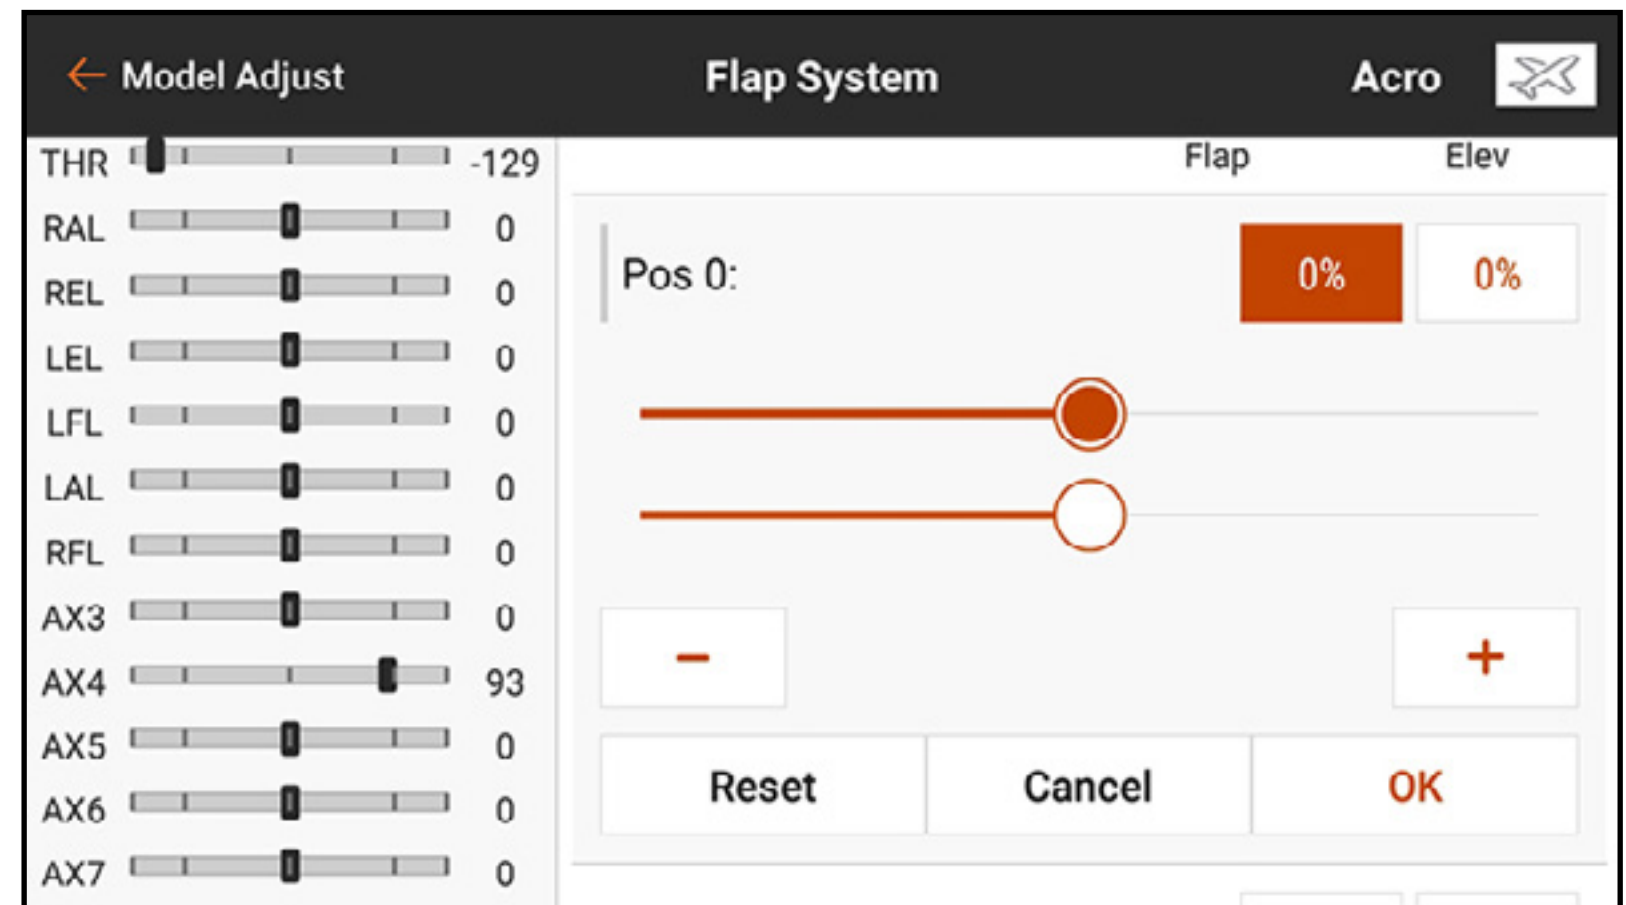 ← Model Adjust
Flap System
Acro
THR -129
RAL 0
REL 0
LEL 0
LFL 0
LAL 0
RFL 0
AX3 0
AX4 93
AX5 0
AX6 0
AX7 0
Flap Elev
Pos 0: 0% 0%
− +
Reset Cancel OK